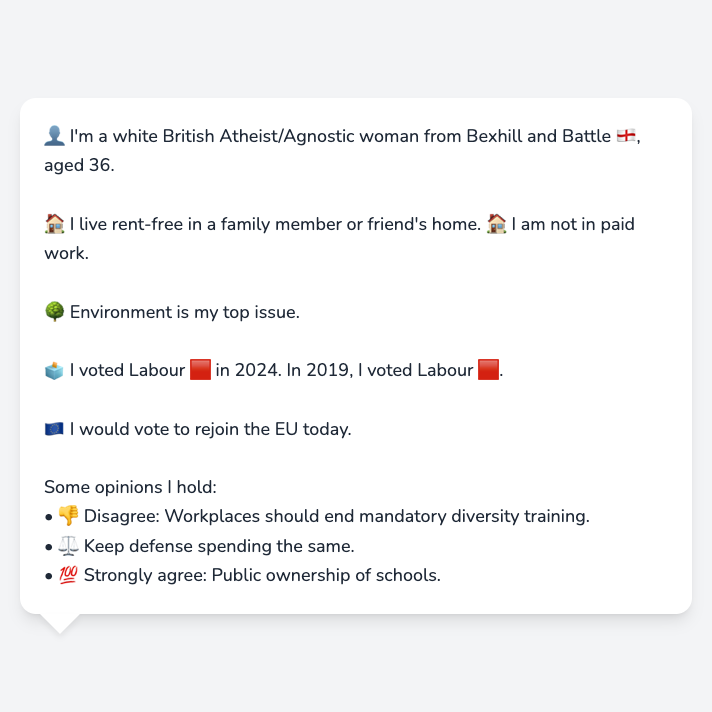 👤 I'm a white British Atheist/Agnostic woman from Bexhill and Battle 🏴󠁧󠁢󠁥󠁮󠁧󠁿,
aged 36.
🏠 I live rent-free in a family member or friend's home. 🏠 I am not in paid
work.
🌳 Environment is my top issue.
🗳️ I voted Labour 🟥 in 2024. In 2019, I voted Labour 🟥.
🇪🇺 I would vote to rejoin the EU today.
Some opinions I hold:
• 👎 Disagree: Workplaces should end mandatory diversity training.
• ⚖️ Keep defense spending the same.
• 💯 Strongly agree: Public ownership of schools.